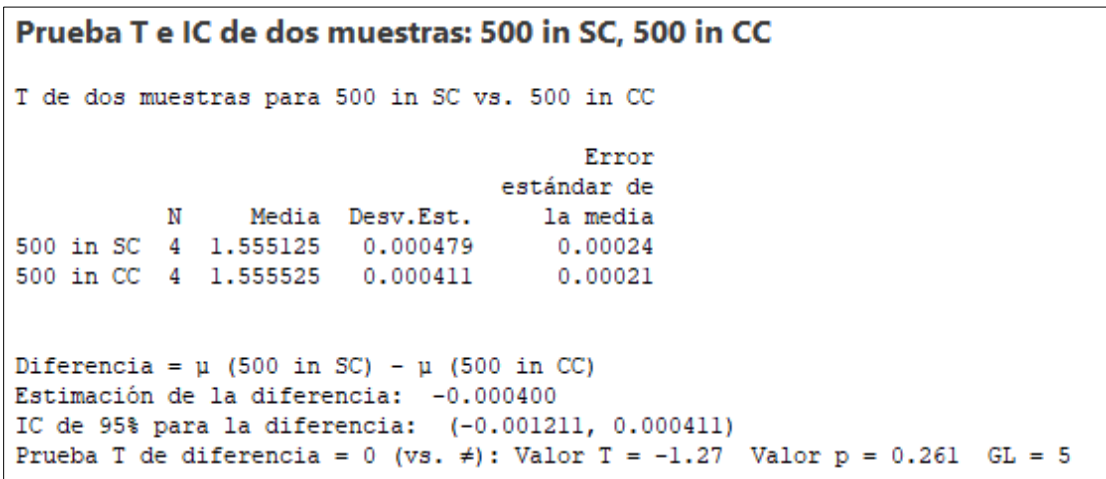 Prueba T e IC de dos muestras: 500 in SC, 500 in CC
T de dos muestras para 500 in SC vs. 500 in CC
Error
estándar de
N Media Desv.Est. la media
500 in SC 4 1.555125 0.000479 0.00024
500 in CC 4 1.555525 0.000411 0.00021
Diferencia = μ (500 in SC) - μ (500 in CC)
Estimación de la diferencia: -0.000400
IC de 95% para la diferencia: (-0.001211, 0.000411)
Prueba T de diferencia = 0 (vs. ≠): Valor T = -1.27 Valor p = 0.261 GL = 5